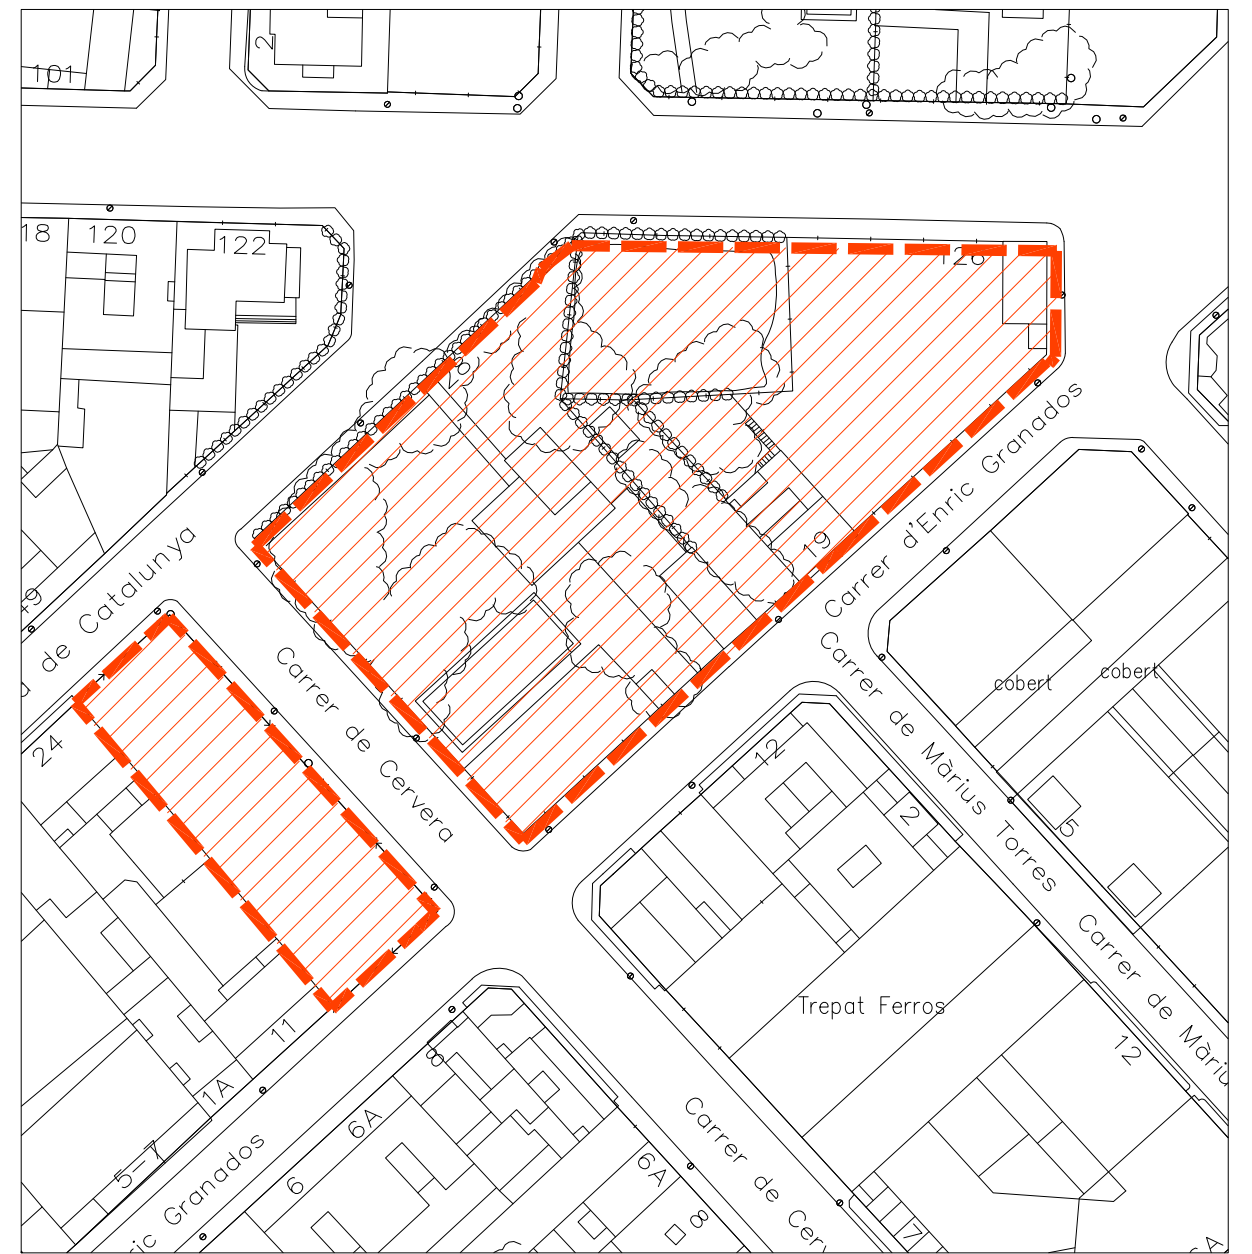 2
101
18
120
122
126
28
Carrer d'Enric Granados
19
49
de Catalunya
Carrer de Cervera
Carrer de Màrius Torres
cobert
cobert
24
12
2
5
Carrer de Màriu
Trepat Ferros
11
12
1A
8
6A
5-7
ric Granados
6
6A
8
Carrer de Cerv
7